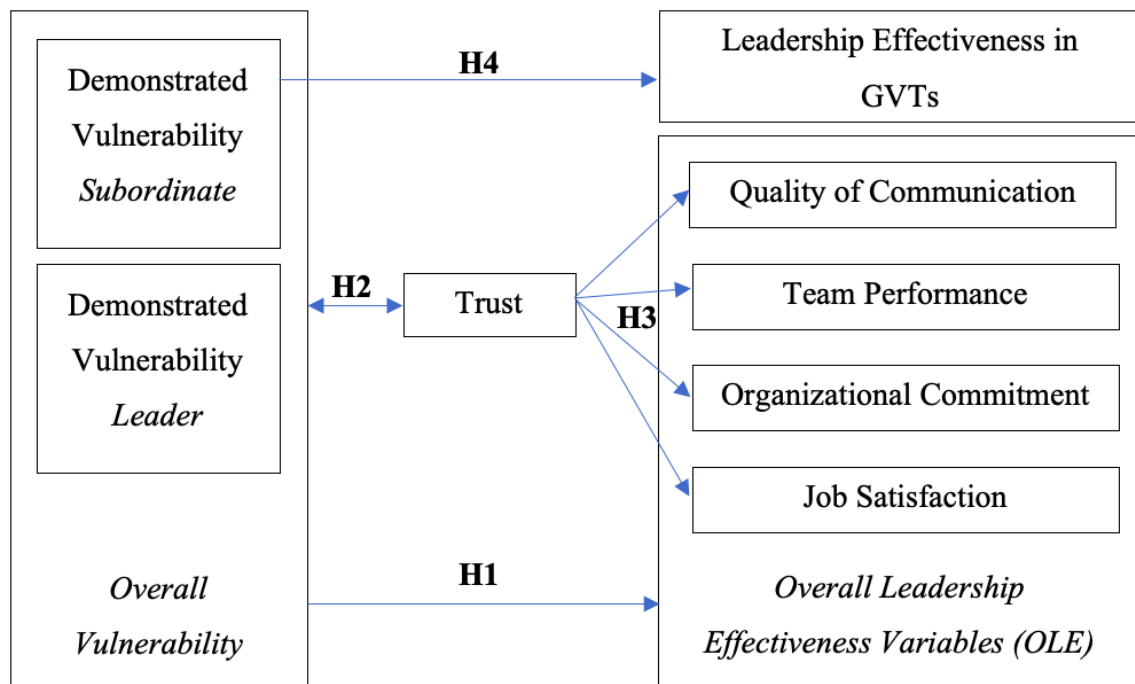 Demonstrated
Vulnerability
Subordinate
Demonstrated
Vulnerability
Leader
Overall
Vulnerability
H4
H2
Trust
H3
H1
Leadership Effectiveness in
GVTs
Quality of Communication
Team Performance
Organizational Commitment
Job Satisfaction
Overall Leadership
Effectiveness Variables (OLE)